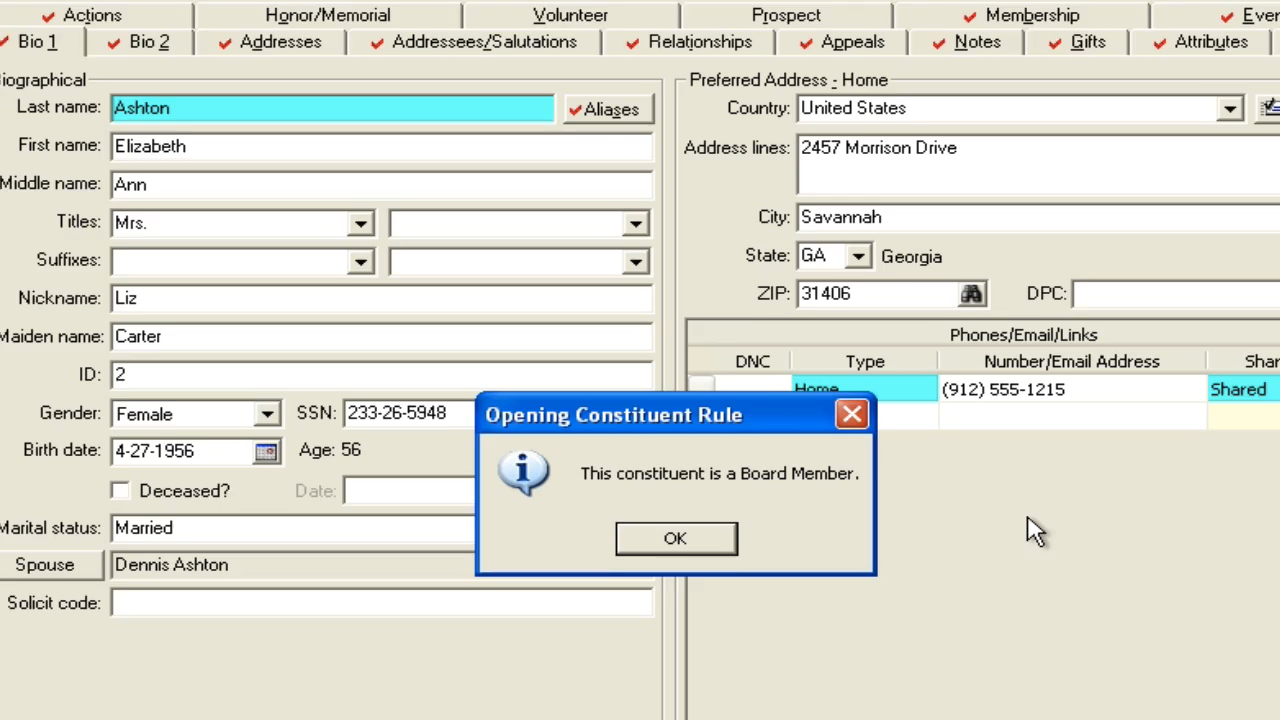 Actions Honor/Memorial Volunteer Prospect Membership
Bio 1 Bio 2 Addresses Addressees/Salutations Relationships Appeals Notes Gifts Attributes
Last name: Ashton Aliases
First name: Elizabeth
Middle name: Ann
Titles: Mrs.
Suffixes:
Nickname: Liz
Maiden name: Carter
ID: 2
Gender: Female SSN: 233-26-5948
Birth date: 4-27-1956 Age: 56
Deceased? Date:
Marital status: Married
Spouse Dennis Ashton
Solicit code:
Preferred Address - Home
Country: United States
Address lines: 2457 Morrison Drive
City: Savannah
State: GA Georgia
ZIP: 31406 DPC:
Phones/Email/Links
DNC Type Number/Email Address
Home (912) 555-1215 Shared
Opening Constituent Rule
This constituent is a Board Member.
OK